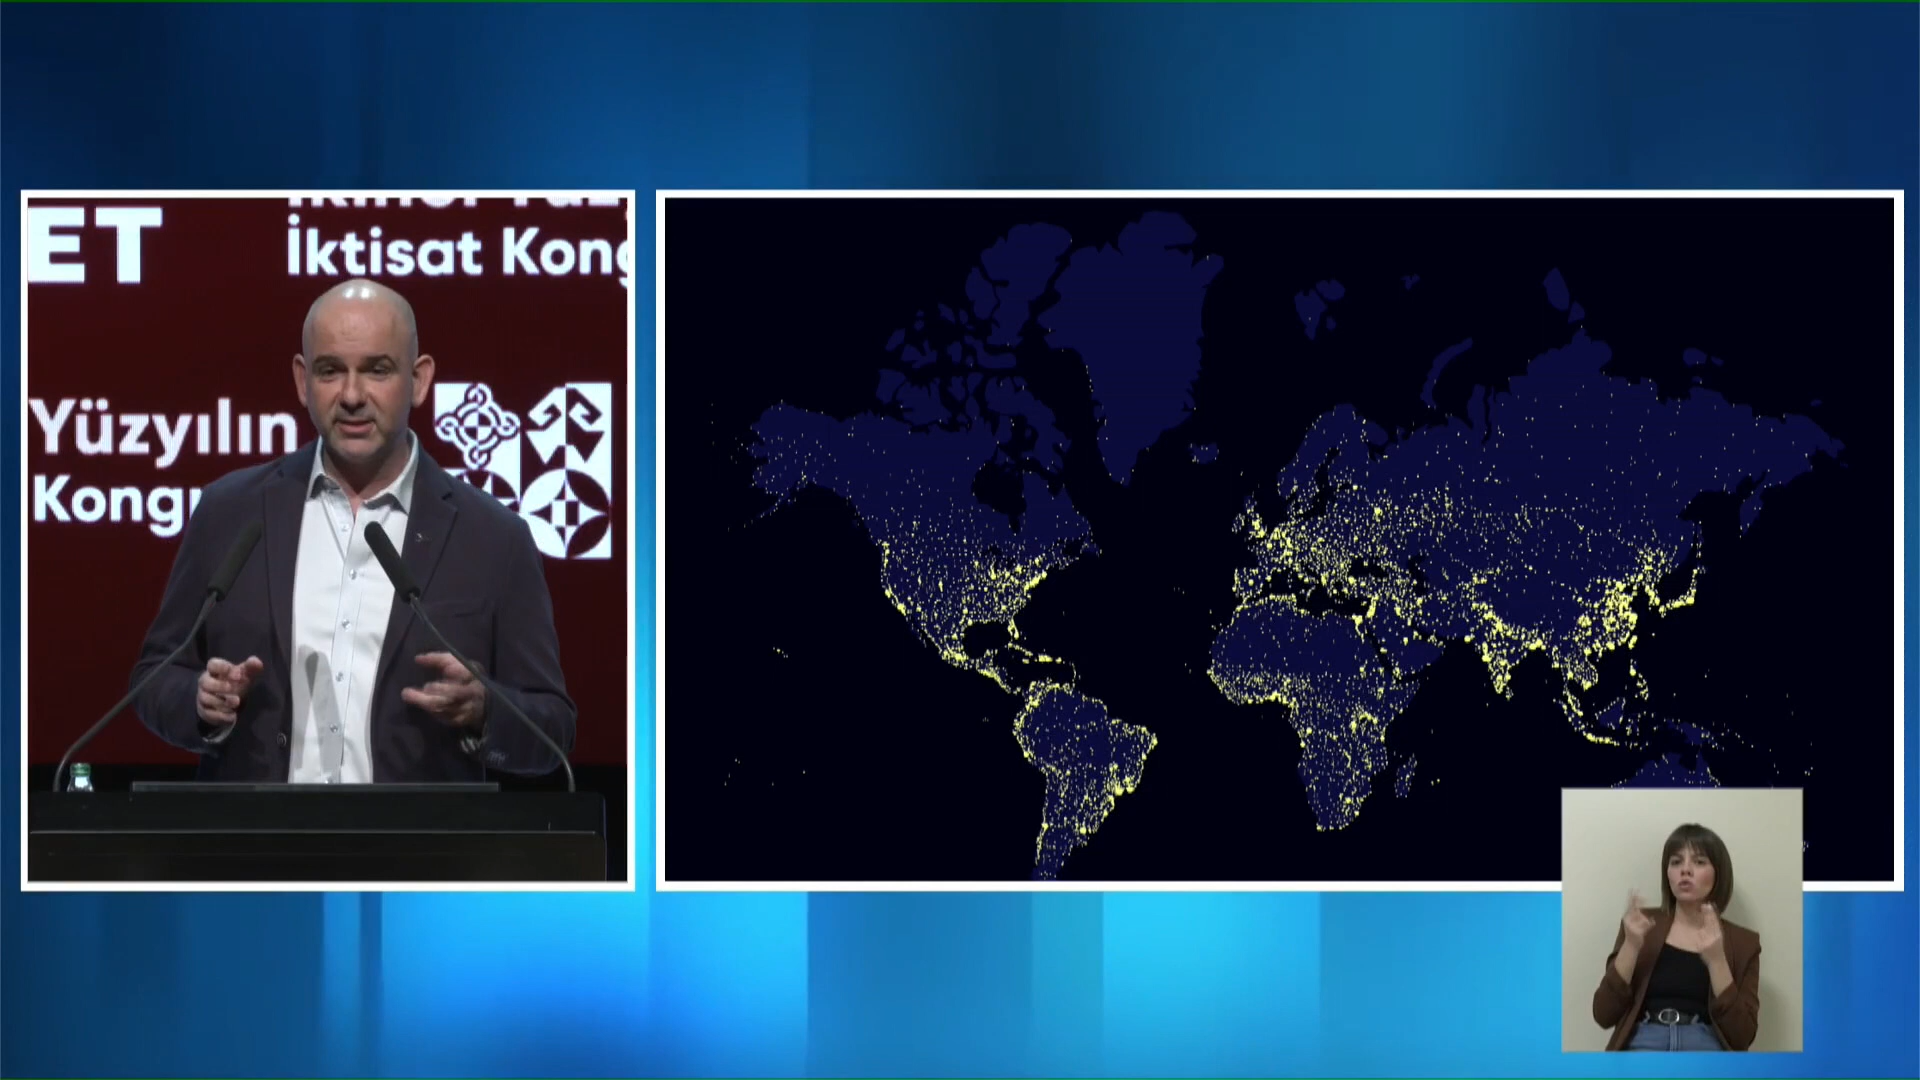 ET
İktisat Kong
Yüzyılın
Kong